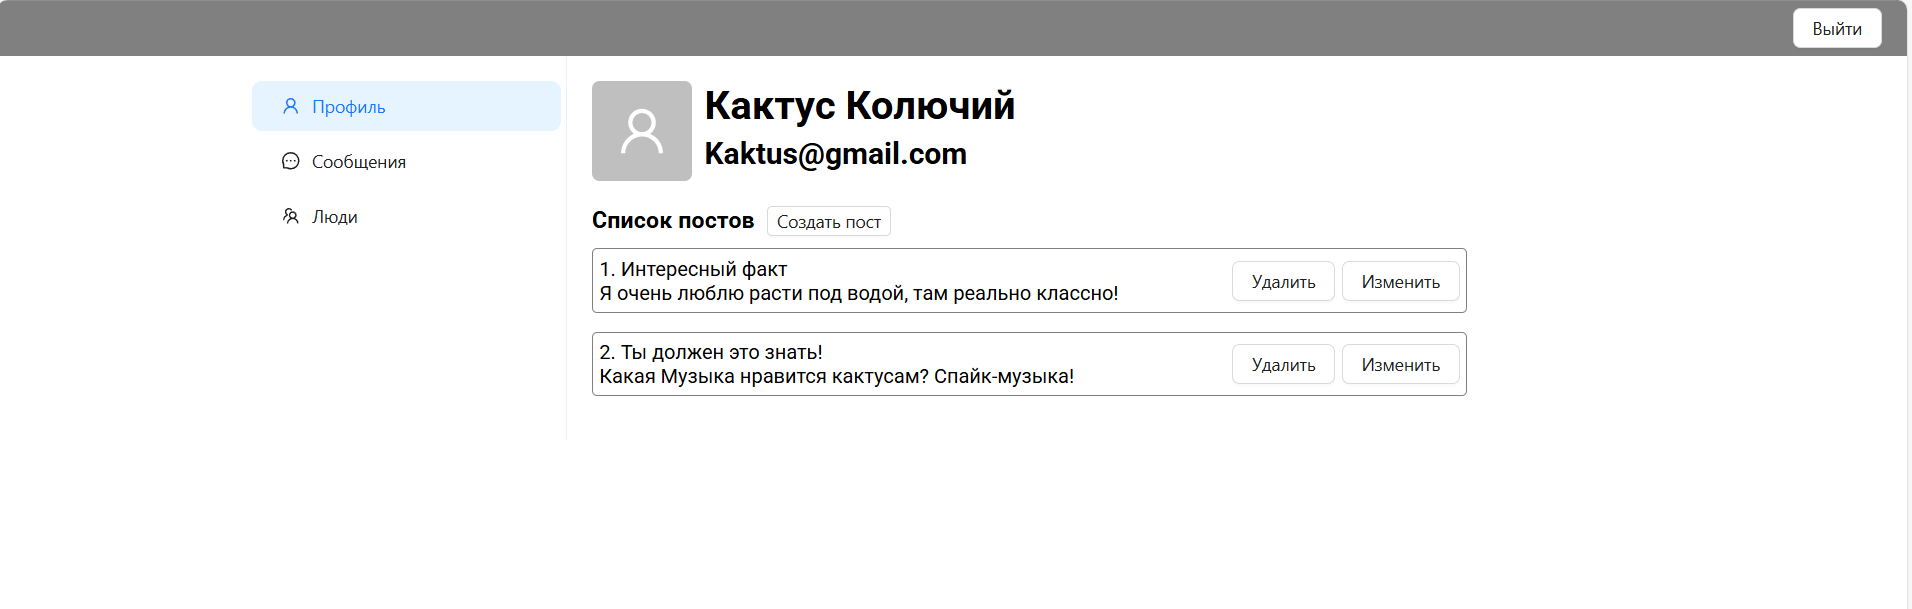 Выйти
Профиль
Сообщения
Люди
Кактус Колючий
Kaktus@gmail.com
Список постов Создать пост
1. Интересный факт
Я очень люблю расти под водой, там реально классно!
Удалить Изменить
2. Ты должен это знать!
Какая Музыка нравится кактусам? Спайк-музыка!
Удалить Изменить